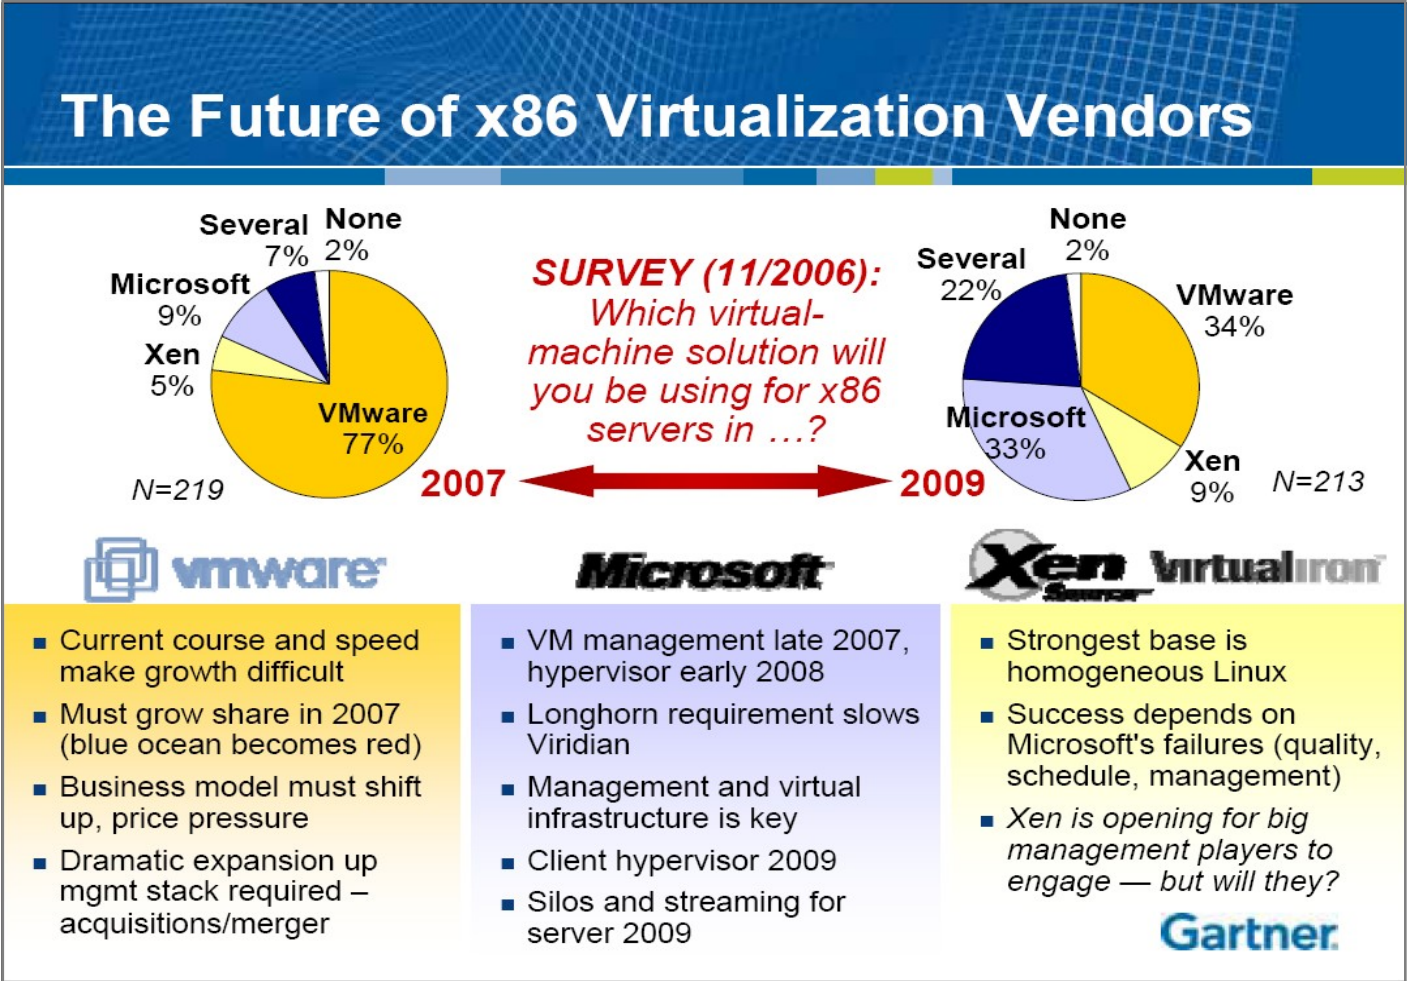 The Future of x86 Virtualization Vendors
Several
7%
None
2%
Microsoft
9%
Xen
5%
VMware
77%
N=219
SURVEY (11/2006):
Which virtual-
machine solution will
you be using for x86
servers in …?
2007
2009
None
2%
Several
22%
VMware
34%
Microsoft
33%
Xen
9%
N=213
vmware
Microsoft
Xen
Source
Virtualiron
■ Current course and speed
make growth difficult
■ Must grow share in 2007
(blue ocean becomes red)
■ Business model must shift
up, price pressure
■ Dramatic expansion up
mgmt stack required –
acquisitions/merger
■ VM management late 2007,
hypervisor early 2008
■ Longhorn requirement slows
Viridian
■ Management and virtual
infrastructure is key
■ Client hypervisor 2009
■ Silos and streaming for
server 2009
■ Strongest base is
homogeneous Linux
■ Success depends on
Microsoft's failures (quality,
schedule, management)
■ Xen is opening for big
management players to
engage — but will they?
Gartner